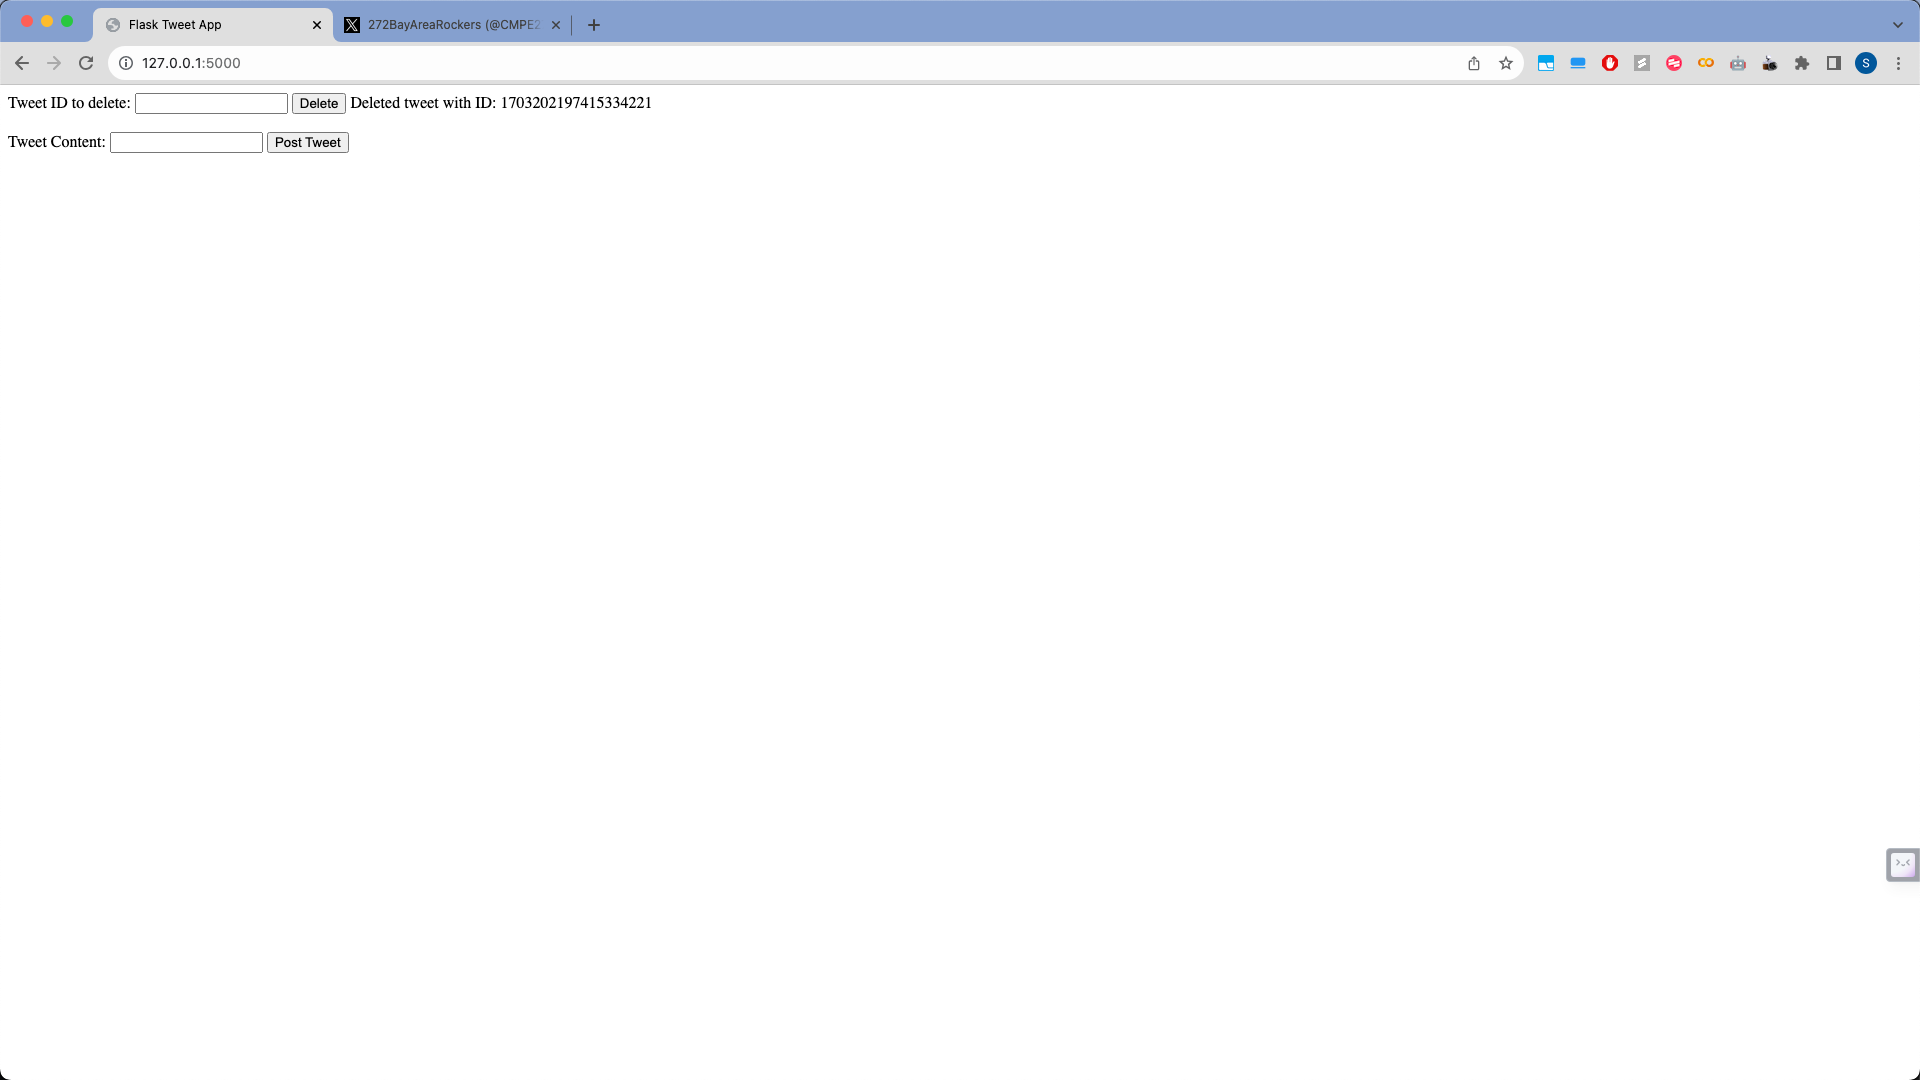 Flask Tweet App
272BayAreaRockers (@CMPE2
127.0.0.1:5000
S
Tweet ID to delete: Delete Deleted tweet with ID: 1703202197415334221
Tweet Content: Post Tweet